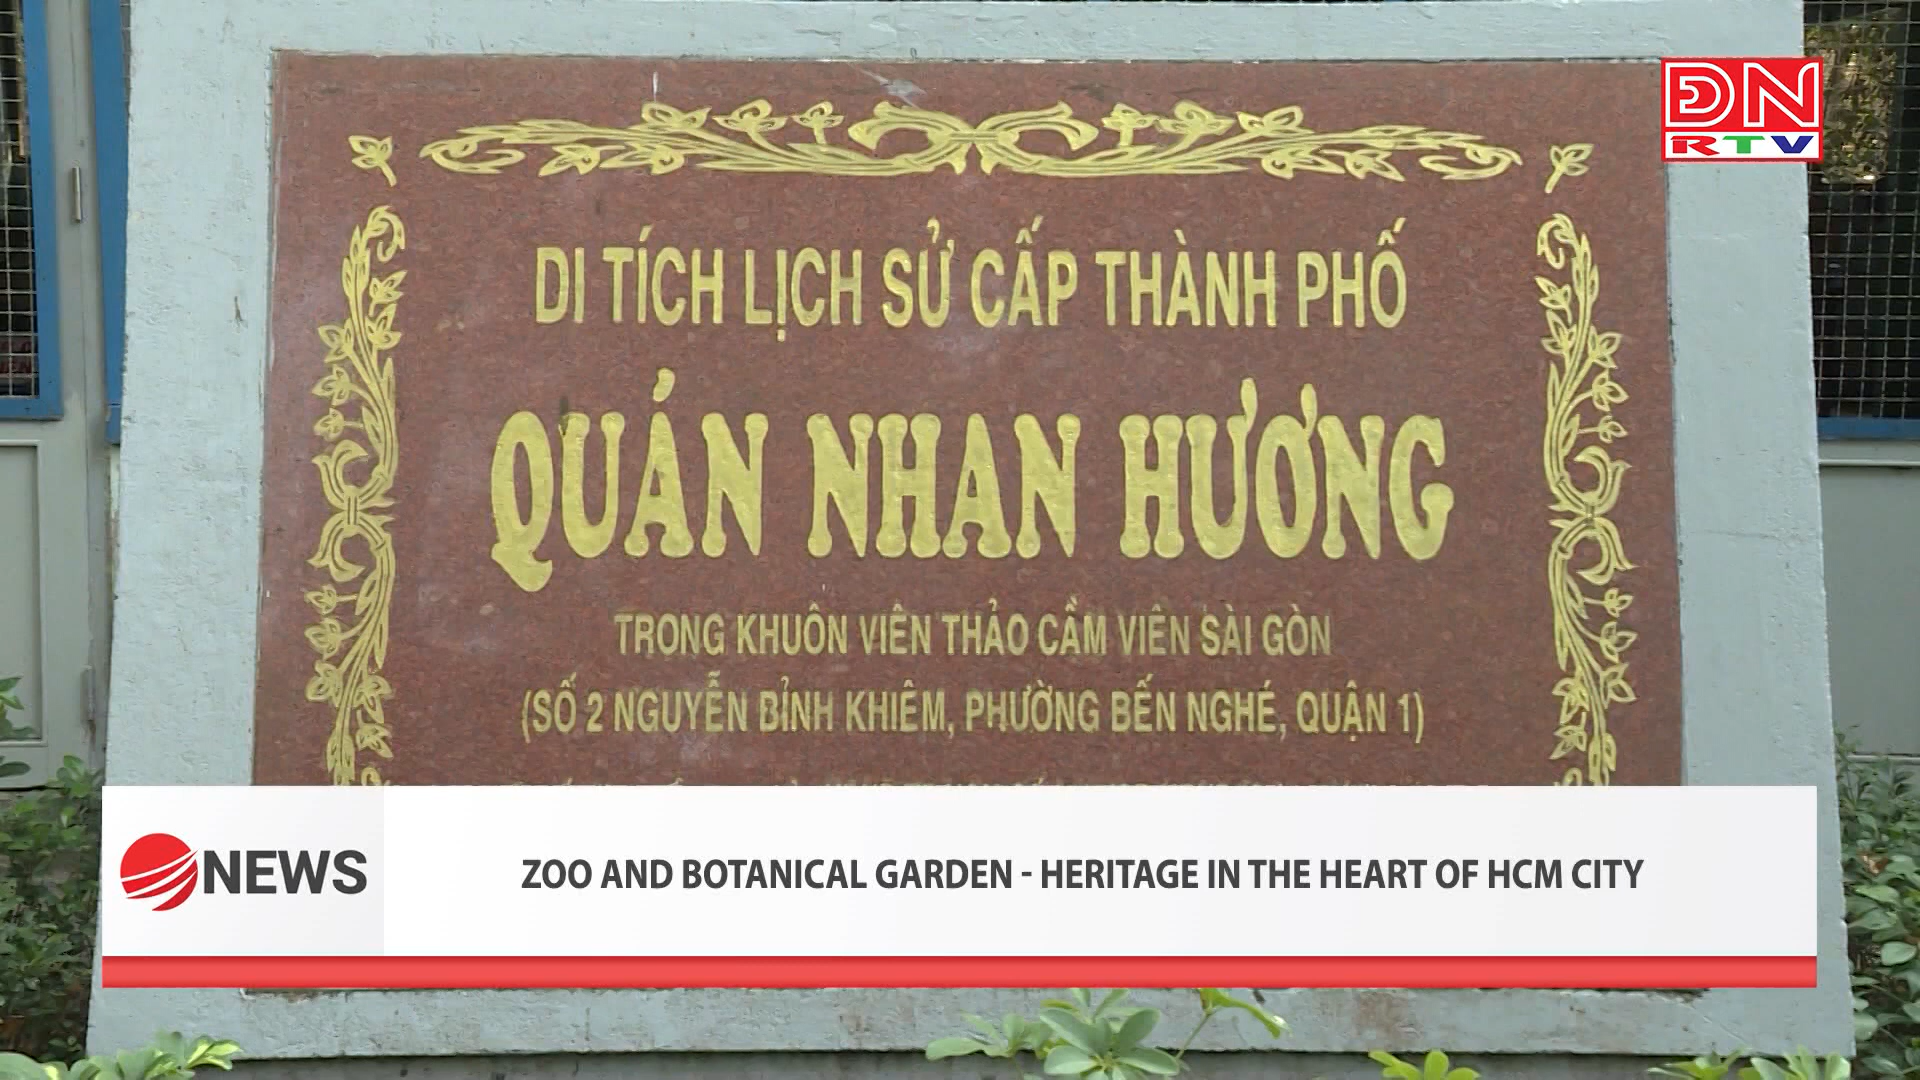 ĐN
RTV
DI TÍCH LỊCH SỬ CẤP THÀNH PHỐ
QUÁN NHAN HƯƠNG
TRONG KHUÔN VIÊN THẢO CẦM VIÊN SÀI GÒN
(SỐ 2 NGUYỄN BỈNH KHIÊM, PHƯỜNG BẾN NGHÉ, QUẬN 1)
NEWS
ZOO AND BOTANICAL GARDEN - HERITAGE IN THE HEART OF HCM CITY